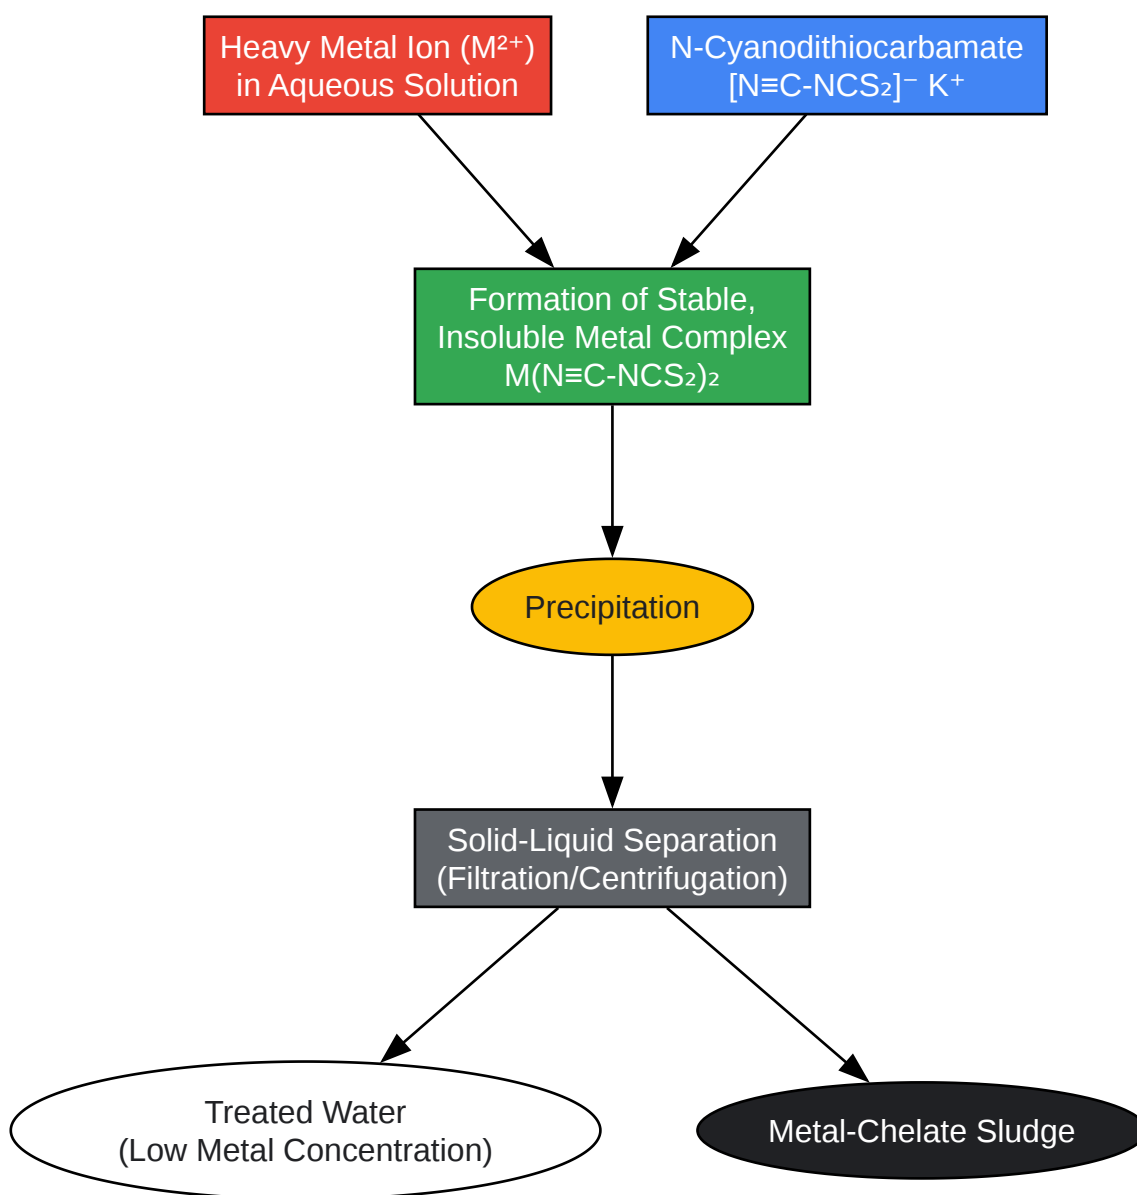 Heavy Metal Ion (M²⁺)
in Aqueous Solution
N-Cyanodithiocarbamate
[N≡C-NCS₂]⁻ K⁺
Formation of Stable,
Insoluble Metal Complex
M(N≡C-NCS₂)₂
Precipitation
Solid-Liquid Separation
(Filtration/Centrifugation)
Treated Water
(Low Metal Concentration)
Metal-Chelate Sludge